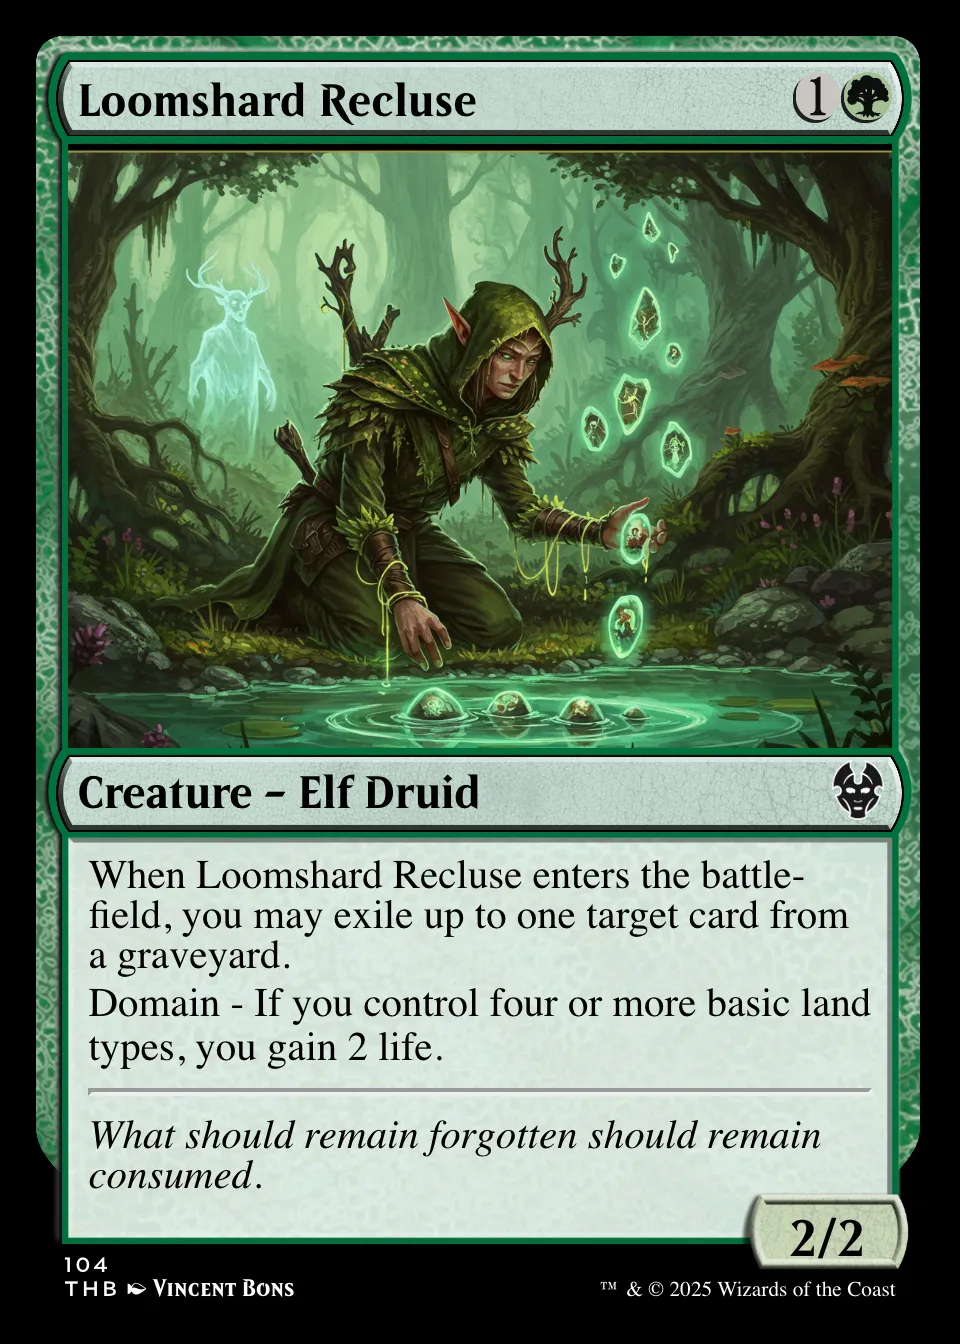 Loomshard Recluse 1
Creature – Elf Druid
When Loomshard Recluse enters the battle-
field, you may exile up to one target card from
a graveyard.
Domain - If you control four or more basic land
types, you gain 2 life.
What should remain forgotten should remain
consumed.
2/2
104
THB Vincent Bons
™ & © 2025 Wizards of the Coast